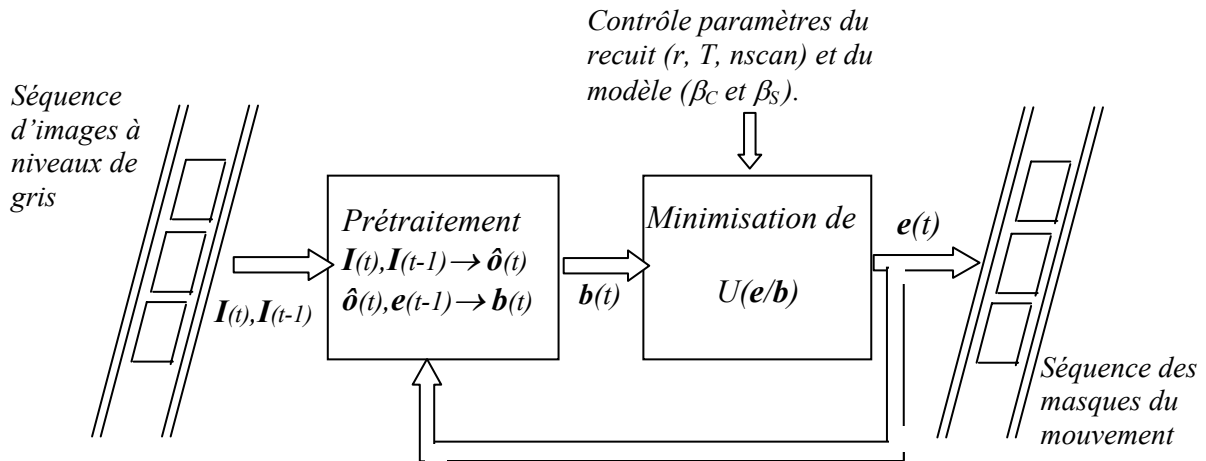 Contrôle paramètres du
recuit (r, T, nscan) et du
modèle (βC et βS).
Séquence
d'images à
niveaux de
gris
I(t),I(t-1)
Prétraitement
I(t),I(t-1)→ ô(t)
ô(t),e(t-1)→ b(t)
b(t)
Minimisation de
U(e/b)
e(t)
Séquence des
masques du
mouvement